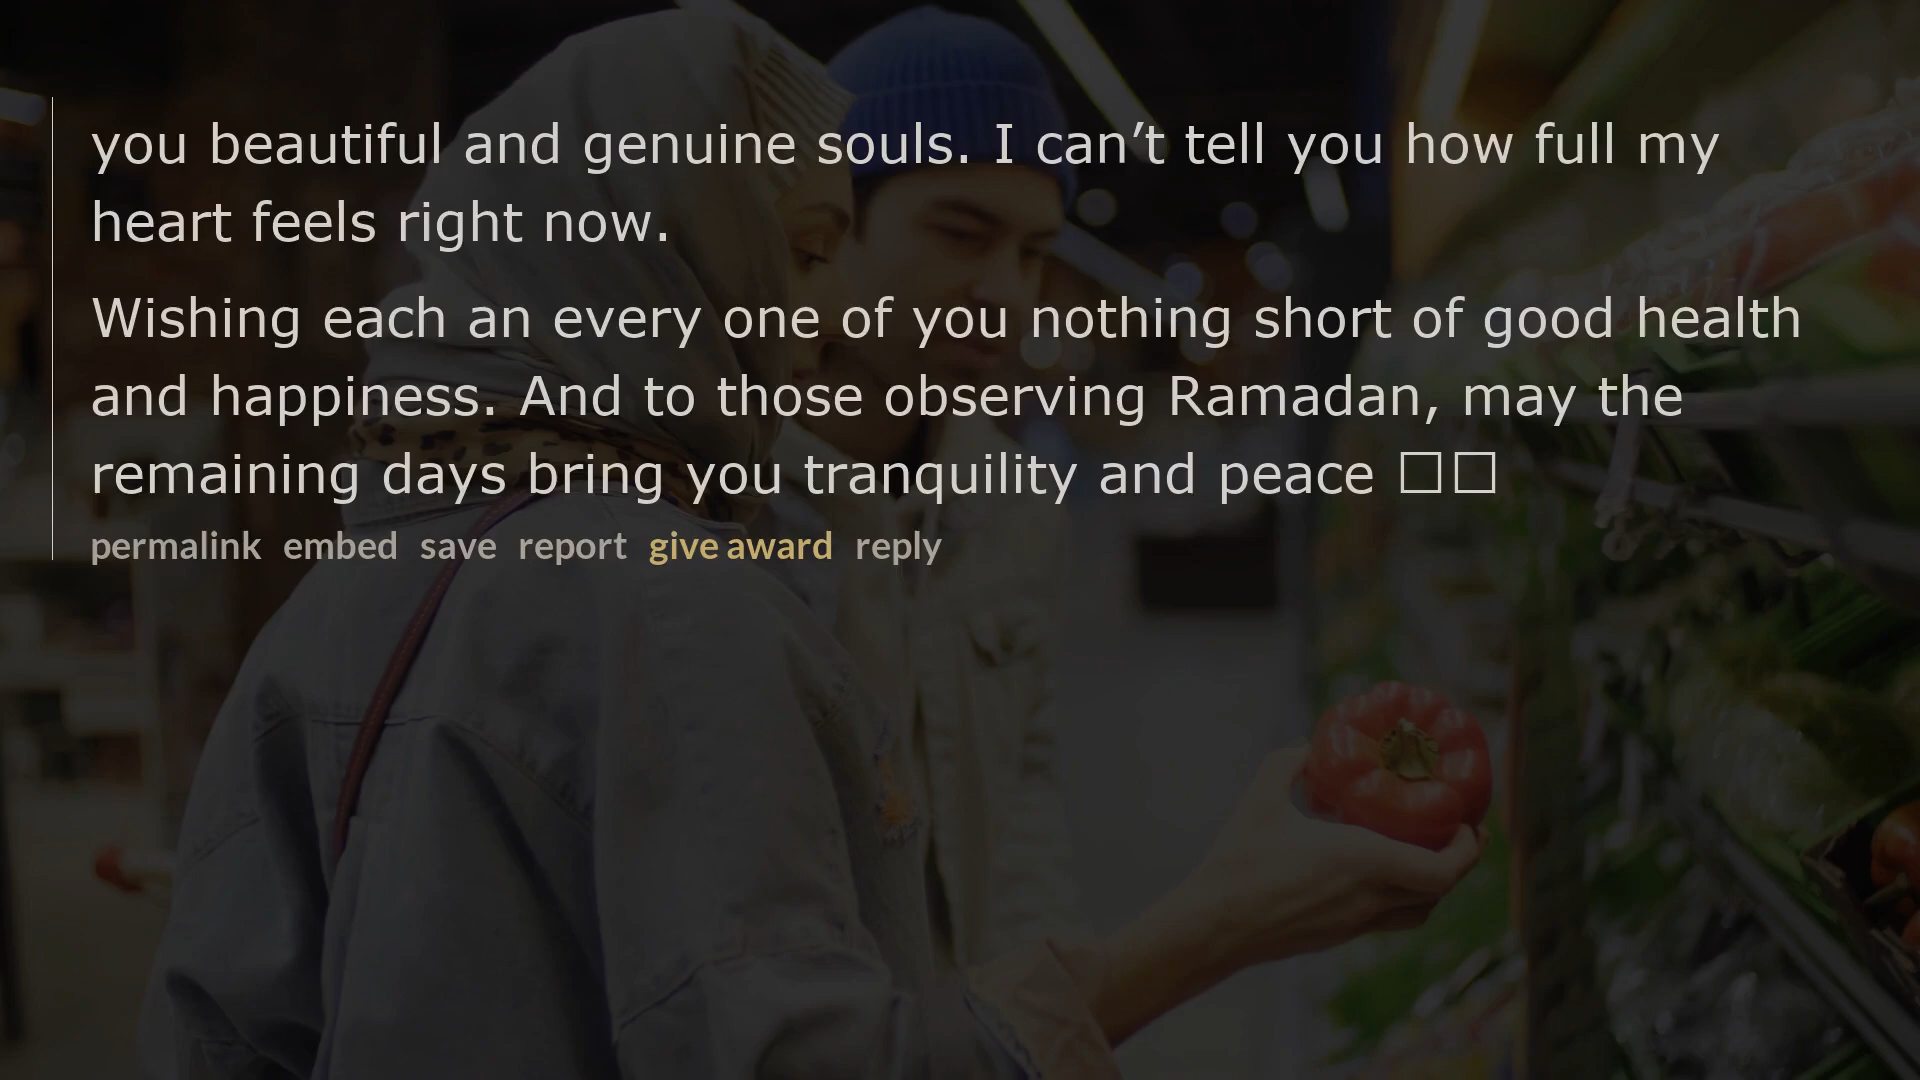 you beautiful and genuine souls. I can’t tell you how full my
heart feels right now.
Wishing each an every one of you nothing short of good health
and happiness. And to those observing Ramadan, may the
remaining days bring you tranquility and peace □□
permalink embed save report give award reply